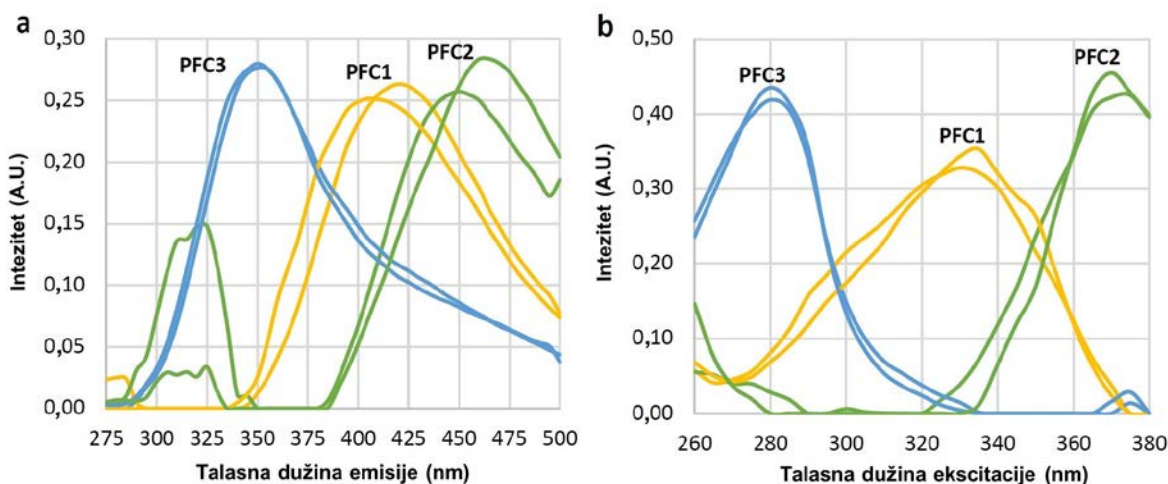 a
0,30
0,25
0,20
0,15
0,10
0,05
0,00
Intezitet (A.U.)
PFC3
PFC1
PFC2
275 300 325 350 375 400 425 450 475 500
Talasna dužina emisije (nm)
b
0,50
0,40
0,30
0,20
0,10
0,00
Intezitet (A.U.)
PFC3
PFC1
PFC2
260 280 300 320 340 360 380
Talasna dužina ekscitacije (nm)